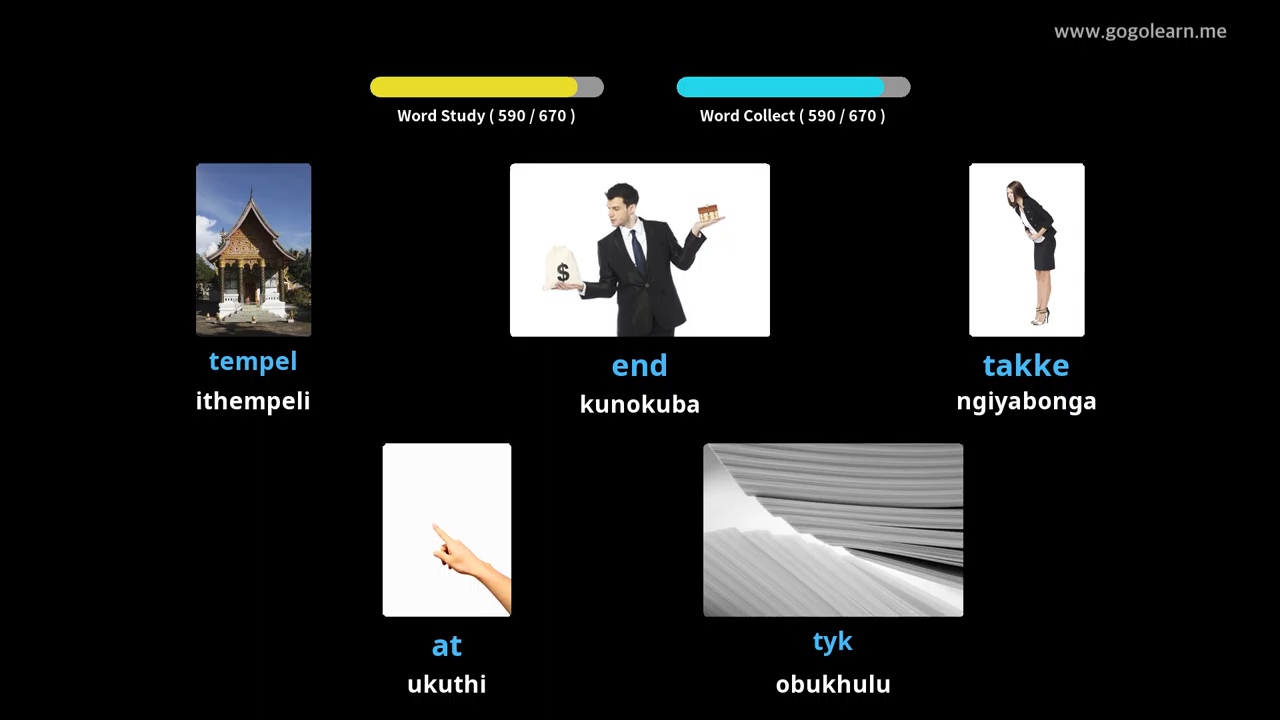 www.gogolearn.me
Word Study ( 590 / 670 )
Word Collect ( 590 / 670 )
tempel
ithempeli
end
kunokuba
takke
ngiyabonga
$
at
ukuthi
tyk
obukhulu